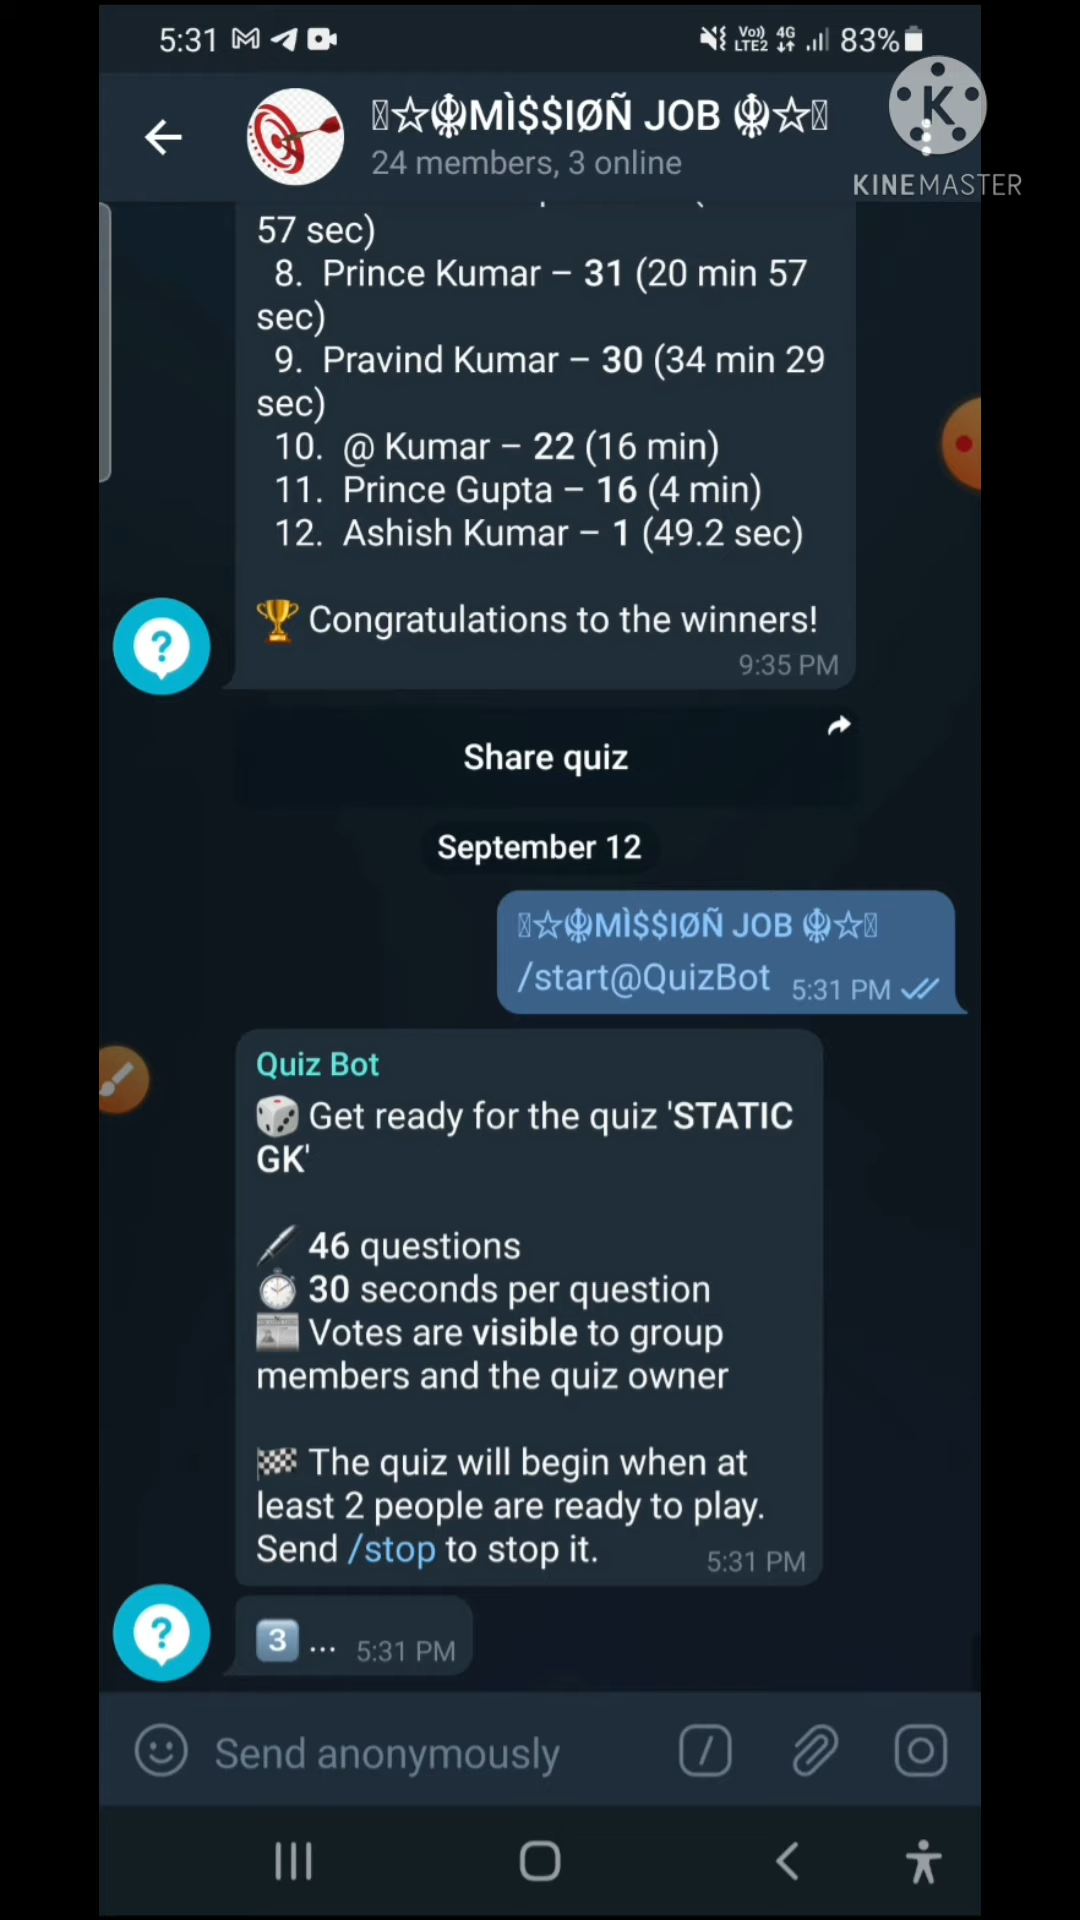 5:31
Vo)) 4G
LTE2
83%
☆☬MÌ$$IØÑ JOB ☬☆
24 members, 3 online
K
KINEMASTER
57 sec)
8. Prince Kumar – 31 (20 min 57
sec)
9. Pravind Kumar – 30 (34 min 29
sec)
10. @ Kumar – 22 (16 min)
11. Prince Gupta – 16 (4 min)
12. Ashish Kumar – 1 (49.2 sec)
🏆 Congratulations to the winners!
9:35 PM
Share quiz
September 12
☆☬MÌ$$IØÑ JOB ☬☆
/start@QuizBot 5:31 PM
Quiz Bot
🎲 Get ready for the quiz 'STATIC
GK'
🖊 46 questions
⏱ 30 seconds per question
📰 Votes are visible to group
members and the quiz owner
🏁 The quiz will begin when at
least 2 people are ready to play.
Send /stop to stop it. 5:31 PM
3️⃣ ... 5:31 PM
Send anonymously